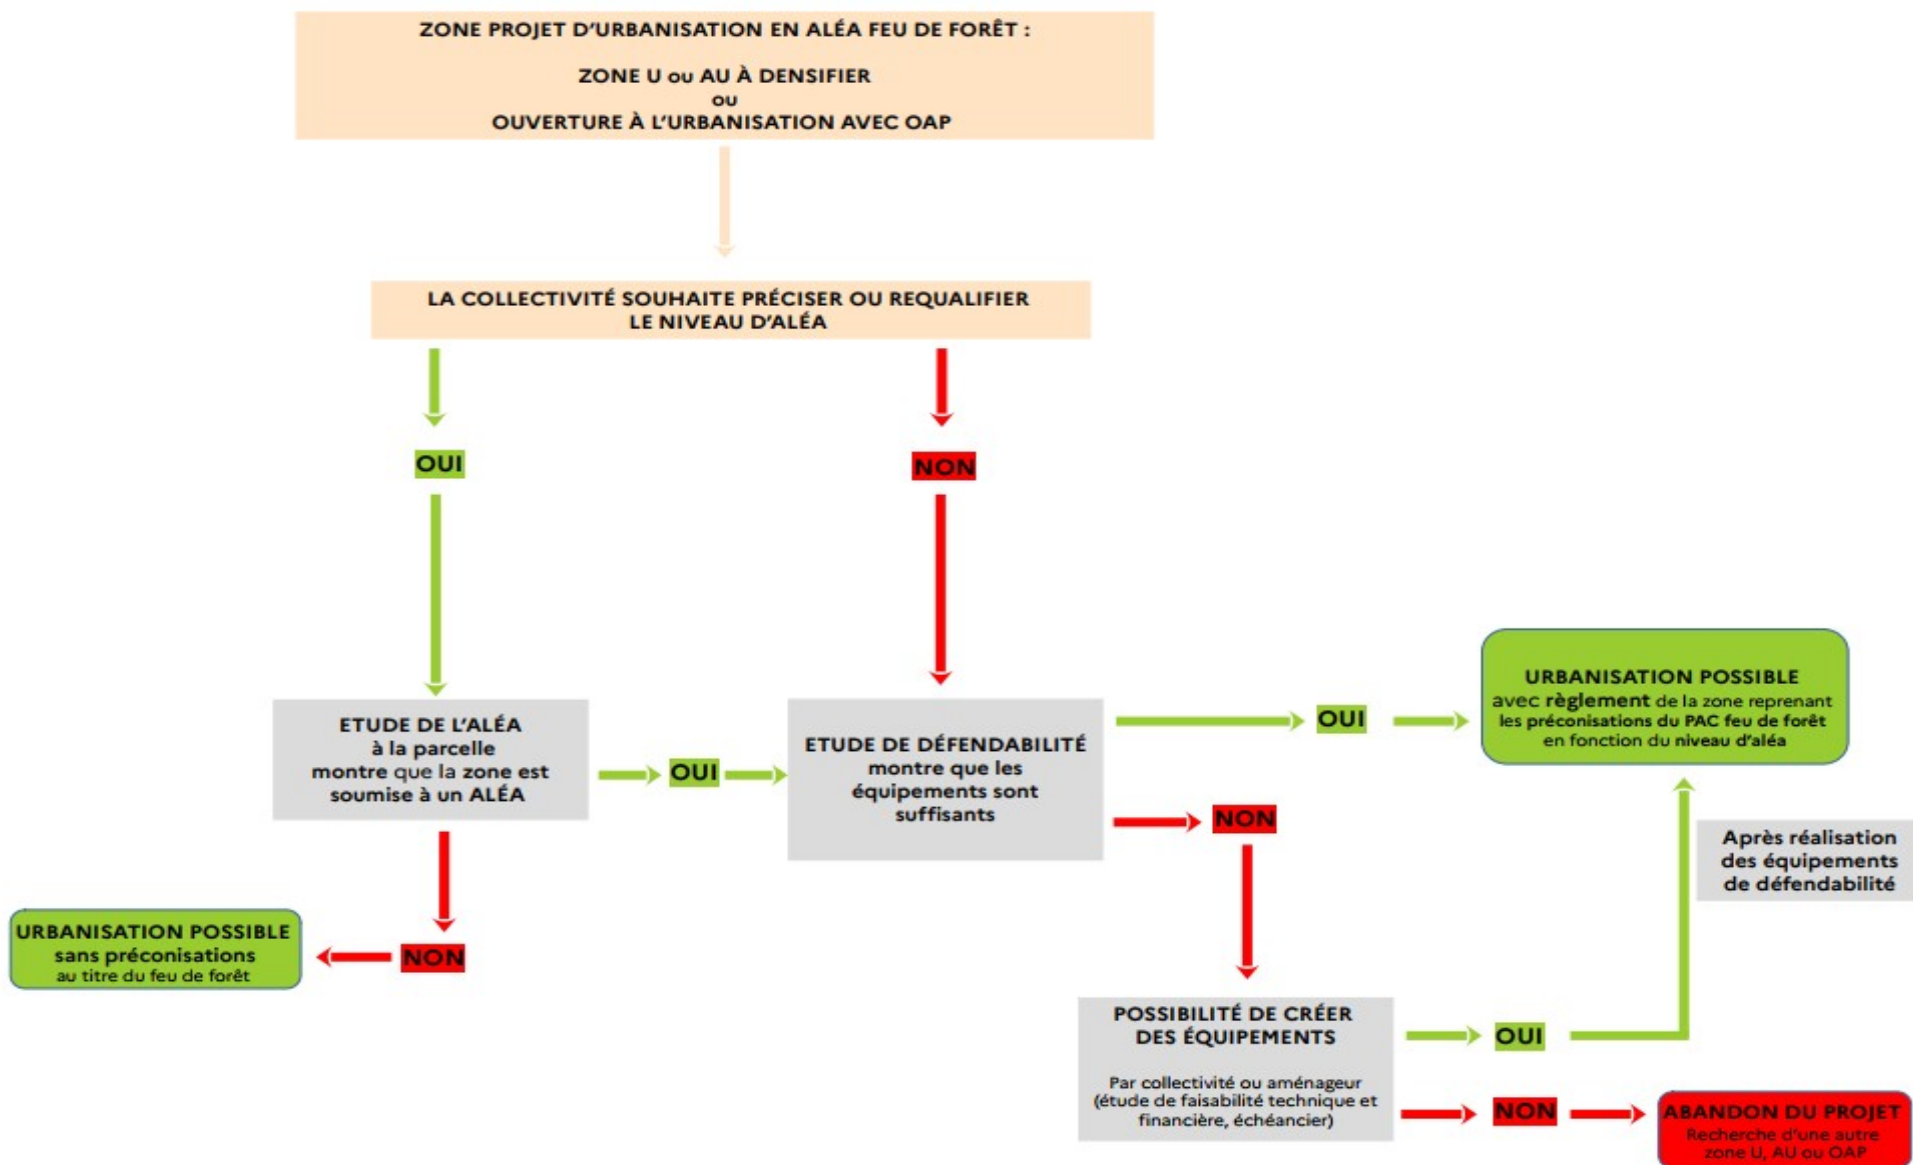 ZONE PROJET D'URBANISATION EN ALÉA FEU DE FORÊT :
ZONE U ou AU À DENSIFIER
ou
OUVERTURE À L'URBANISATION AVEC OAP
LA COLLECTIVITÉ SOUHAITE PRÉCISER OU REQUALIFIER
LE NIVEAU D'ALÉA
OUI
NON
ETUDE DE L'ALÉA
à la parcelle
montre que la zone est
soumise à un ALÉA
OUI
ETUDE DE DÉFENDABILITÉ
montre que les
équipements sont
suffisants
OUI
URBANISATION POSSIBLE
avec règlement de la zone reprenant
les préconisations du PAC feu de forêt
en fonction du niveau d'aléa
NON
Après réalisation
des équipements
de défendabilité
NON
URBANISATION POSSIBLE
sans préconisations
au titre du feu de forêt
POSSIBILITÉ DE CRÉER
DES ÉQUIPEMENTS
Par collectivité ou aménageur
(étude de faisabilité technique et
financière, échéancier)
OUI
NON
ABANDON DU PROJET
Recherche d'une autre
zone U, AU ou OAP